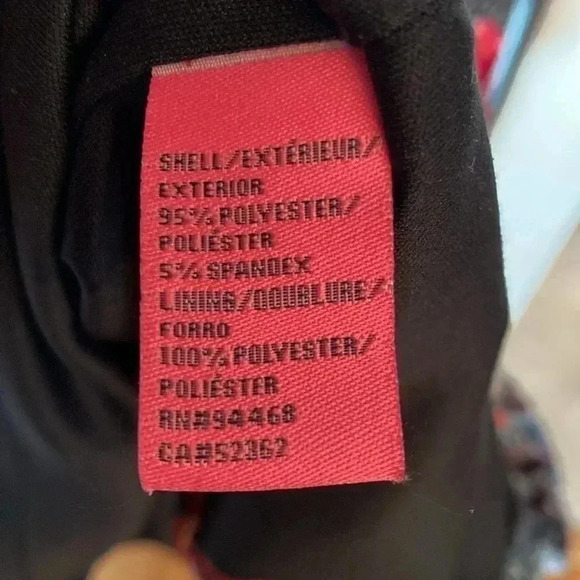 SHELL/EXTÉRIEUR/
EXTERIOR
95% POLYESTER/
POLIÉSTER
5% SPANDEX
LINING/DOUBLURE/
FORRO
100% POLYESTER/
POLIÉSTER
RN#94468
CA#52362